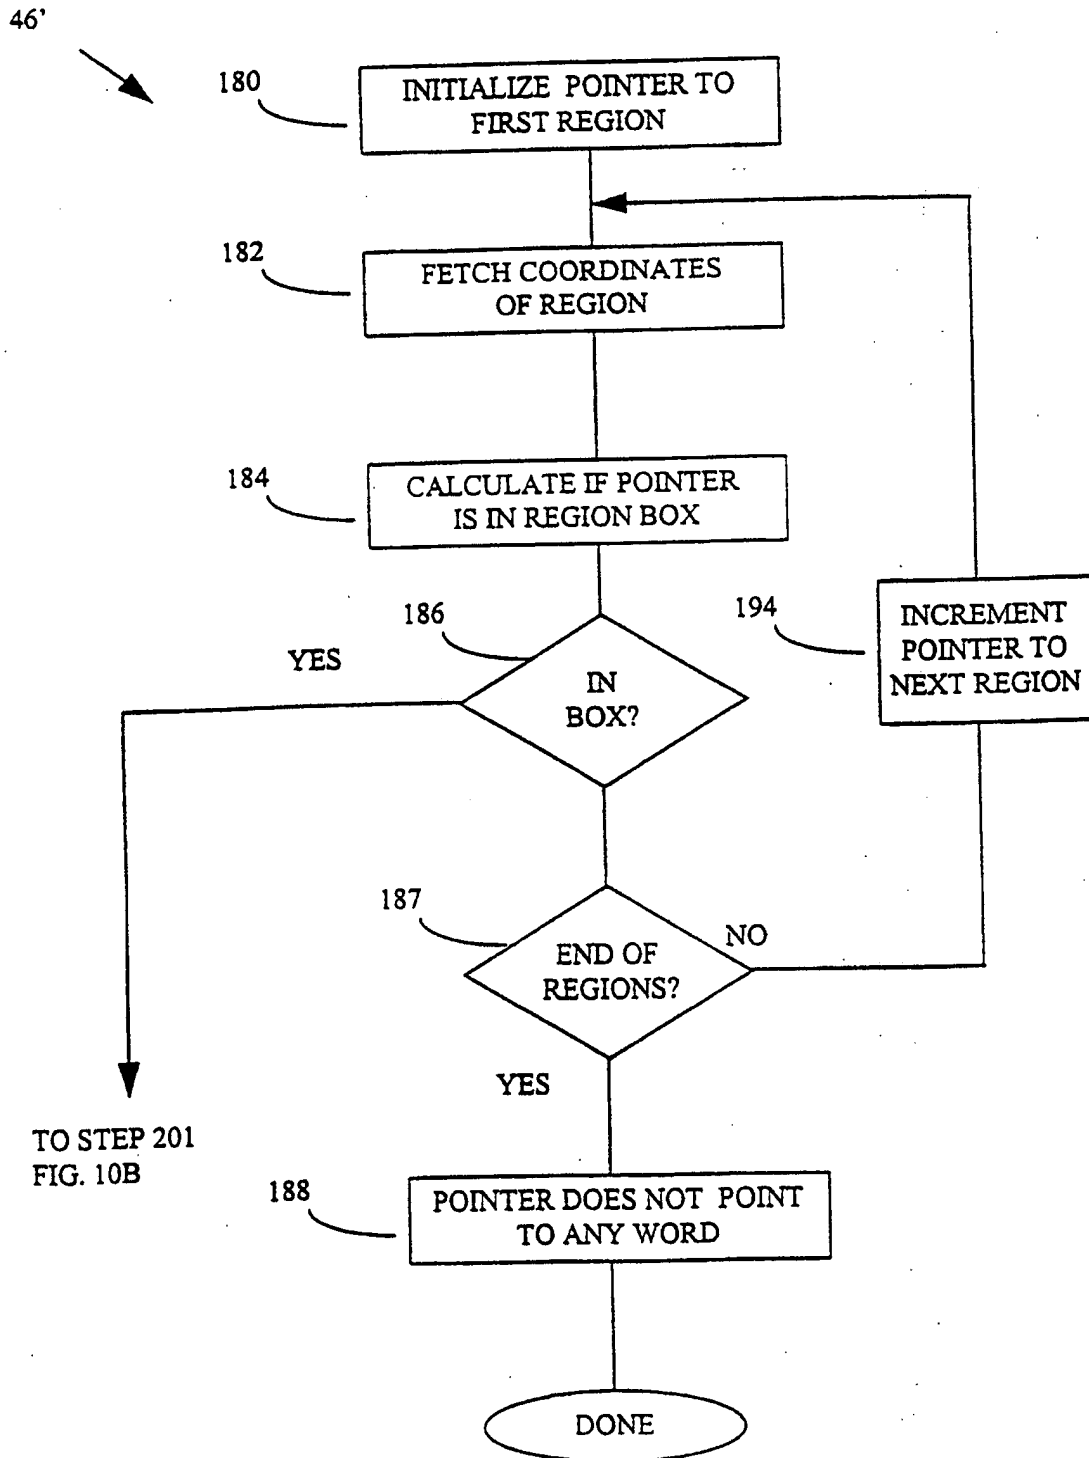 46'
180
INITIALIZE POINTER TO
FIRST REGION
182
FETCH COORDINATES
OF REGION
184
CALCULATE IF POINTER
IS IN REGION BOX
186
YES
IN
BOX?
194
INCREMENT
POINTER TO
NEXT REGION
187
END OF
REGIONS?
NO
YES
TO STEP 201
FIG. 10B
188
POINTER DOES NOT POINT
TO ANY WORD
DONE